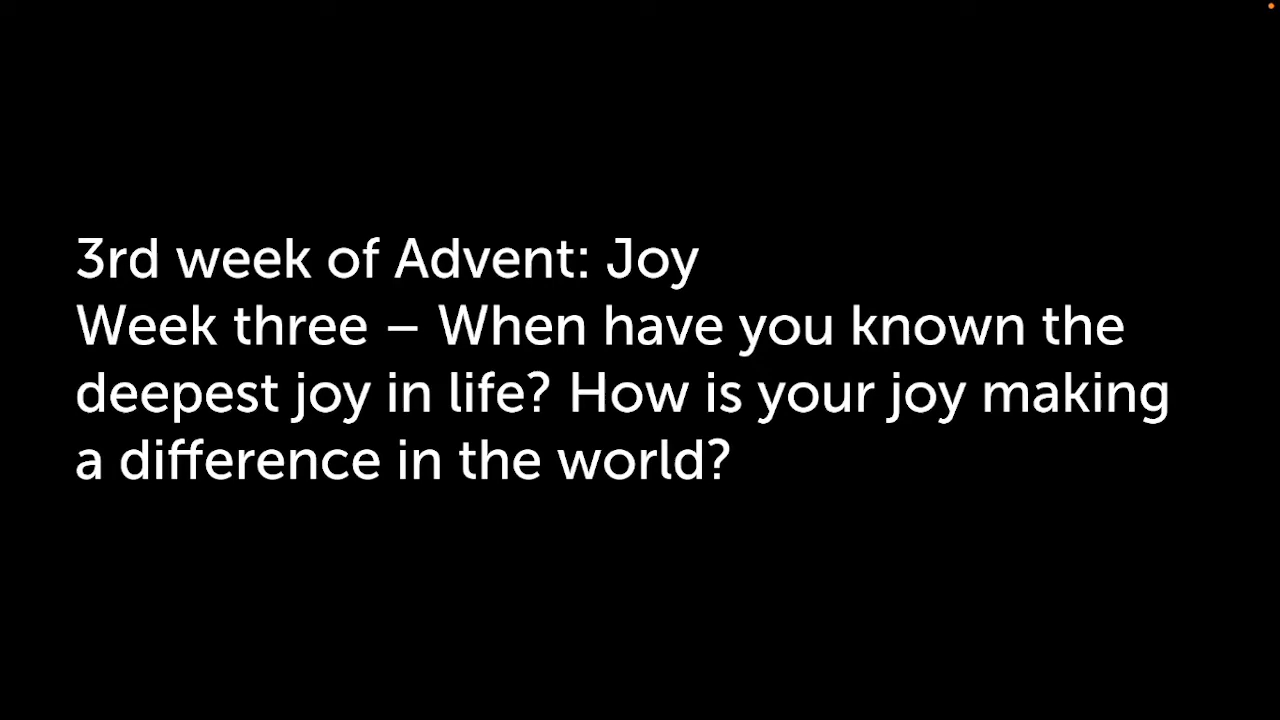 3rd week of Advent: Joy
Week three – When have you known the
deepest joy in life? How is your joy making
a difference in the world?